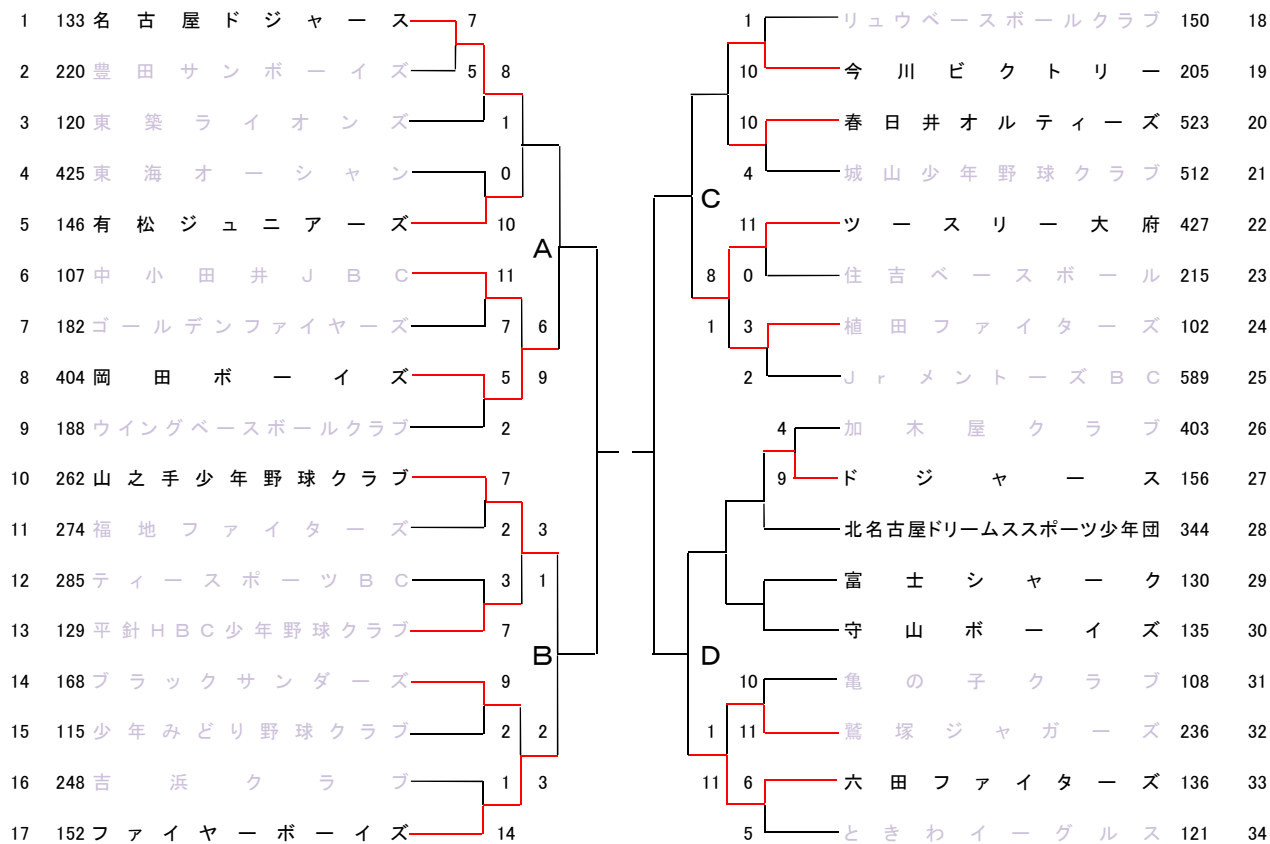 1 133 名古屋ドジャース 7
2 220 豊田サンボーイズ 5 8
3 120 東築ライオンズ 1
4 425 東海オーシャン 0
5 146 有松ジュニアーズ 10
A
6 107 中小田井JBC 11
7 182 ゴールデンファイヤーズ 7 6
8 404 岡田ボーイズ 5 9
9 188 ウイングベースボールクラブ 2
10 262 山之手少年野球クラブ 7
11 274 福地ファイターズ 2 3
12 285 ティースポーツBC 3 1
13 129 平針HBC少年野球クラブ 7
B
14 168 ブラックサンダーズ 9
15 115 少年みどり野球クラブ 2 2
16 248 吉浜クラブ 1 3
17 152 ファイヤーボーイズ 14
1 リュウベースボールクラブ 150 18
10 今川ビクトリー 205 19
10 春日井オルティーズ 523 20
4 城山少年野球クラブ 512 21
C
11 ツースリー大府 427 22
8 0 住吉ベースボール 215 23
1 3 植田ファイターズ 102 24
2 JrメントーズBC 589 25
4 加木屋クラブ 403 26
9 ドジャース 156 27
北名古屋ドリームススポーツ少年団 344 28
富士シャーク 130 29
守山ボーイズ 135 30
D
10 亀の子クラブ 108 31
1 11 鷲塚ジャガーズ 236 32
11 6 六田ファイターズ 136 33
5 ときわイーグルス 121 34